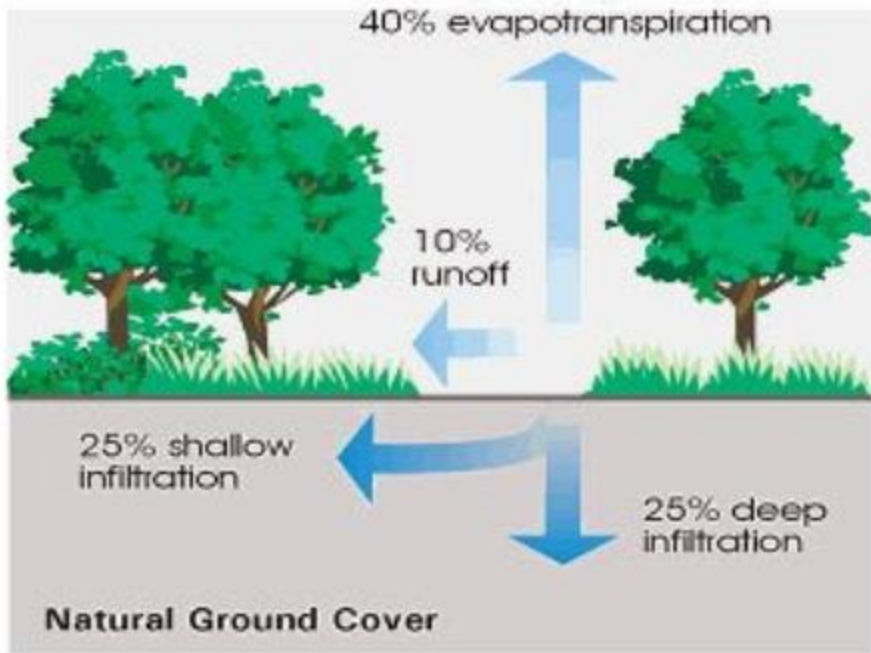 40% evapotranspiration
10%
runoff
25% shallow
infiltration
25% deep
infiltration
Natural Ground Cover